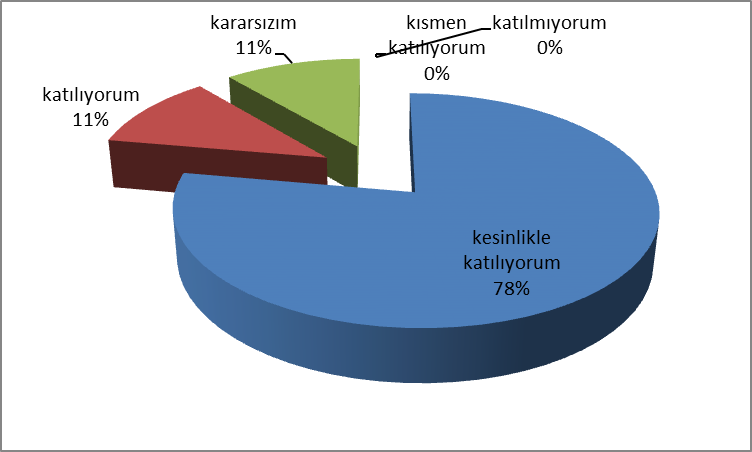 kararsızım
11%
kısmen
katılıyorum
0%
katılmıyorum
0%
katılıyorum
11%
kesinlikle
katılıyorum
78%